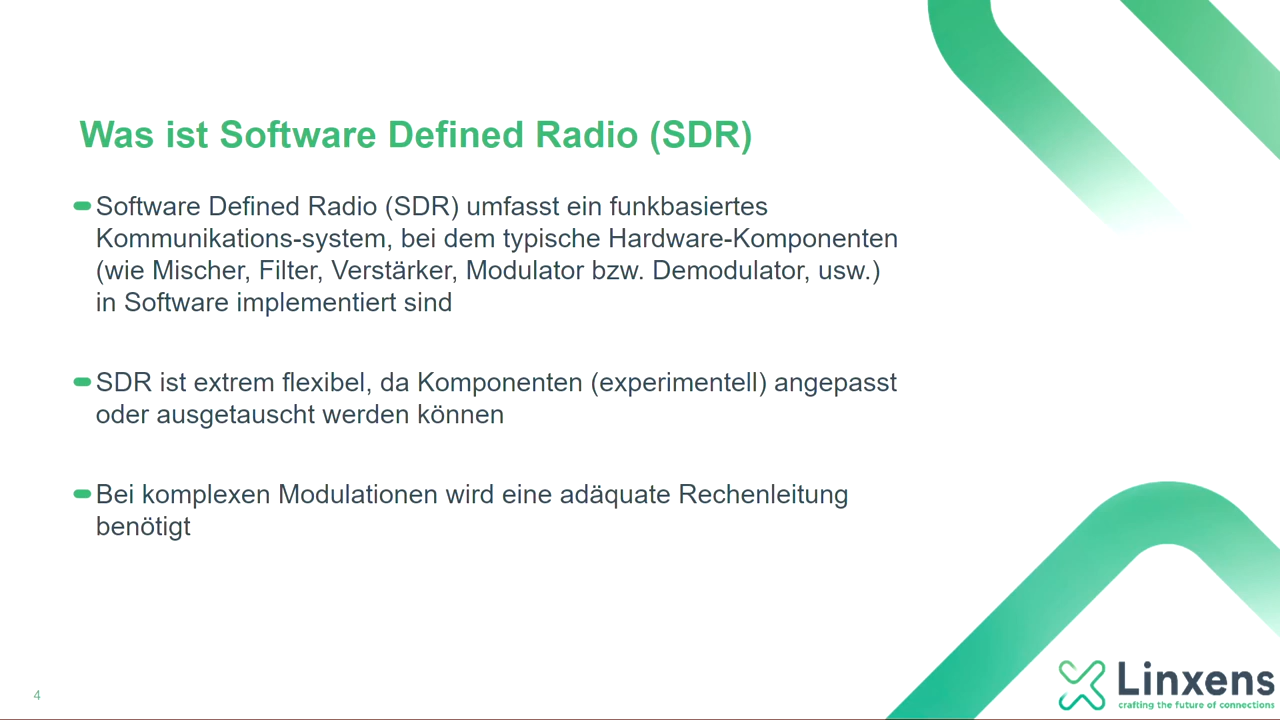 Was ist Software Defined Radio (SDR)
Software Defined Radio (SDR) umfasst ein funkbasiertes
Kommunikations-system, bei dem typische Hardware-Komponenten
(wie Mischer, Filter, Verstärker, Modulator bzw. Demodulator, usw.)
in Software implementiert sind
SDR ist extrem flexibel, da Komponenten (experimentell) angepasst
oder ausgetauscht werden können
Bei komplexen Modulationen wird eine adäquate Rechenleitung
benötigt
4
Linxens
crafting the future of connections